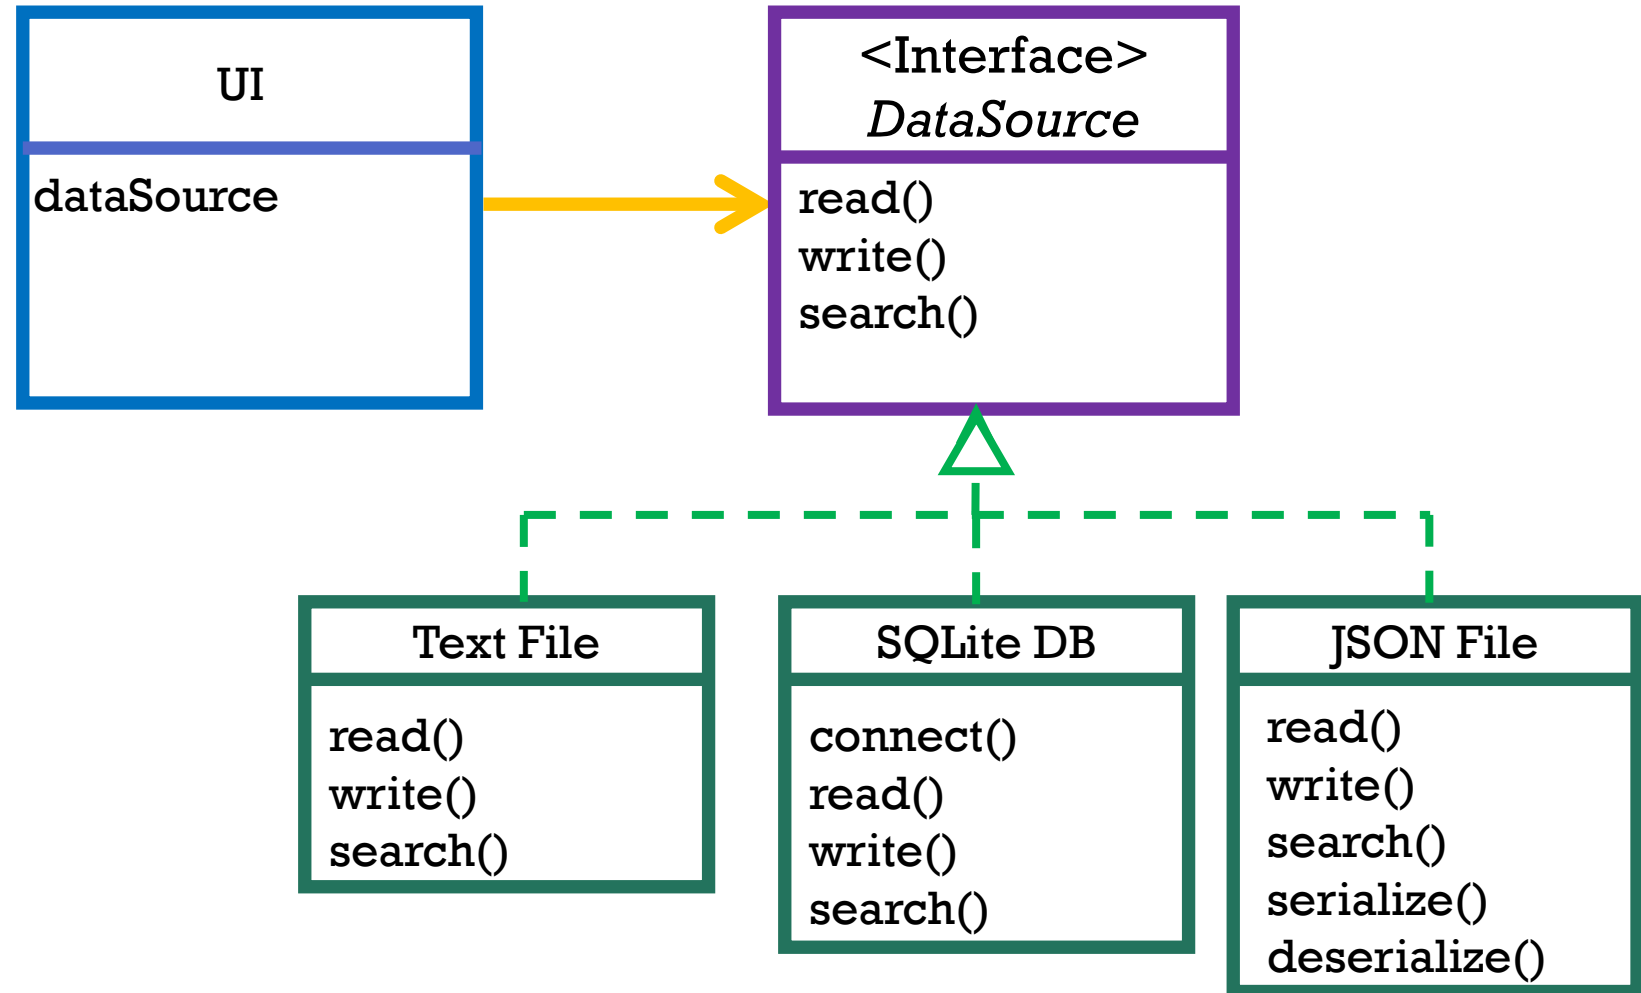 UI
dataSource
<Interface>
DataSource
read()
write()
search()
Text File
read()
write()
search()
SQLite DB
connect()
read()
write()
search()
JSON File
read()
write()
search()
serialize()
deserialize()